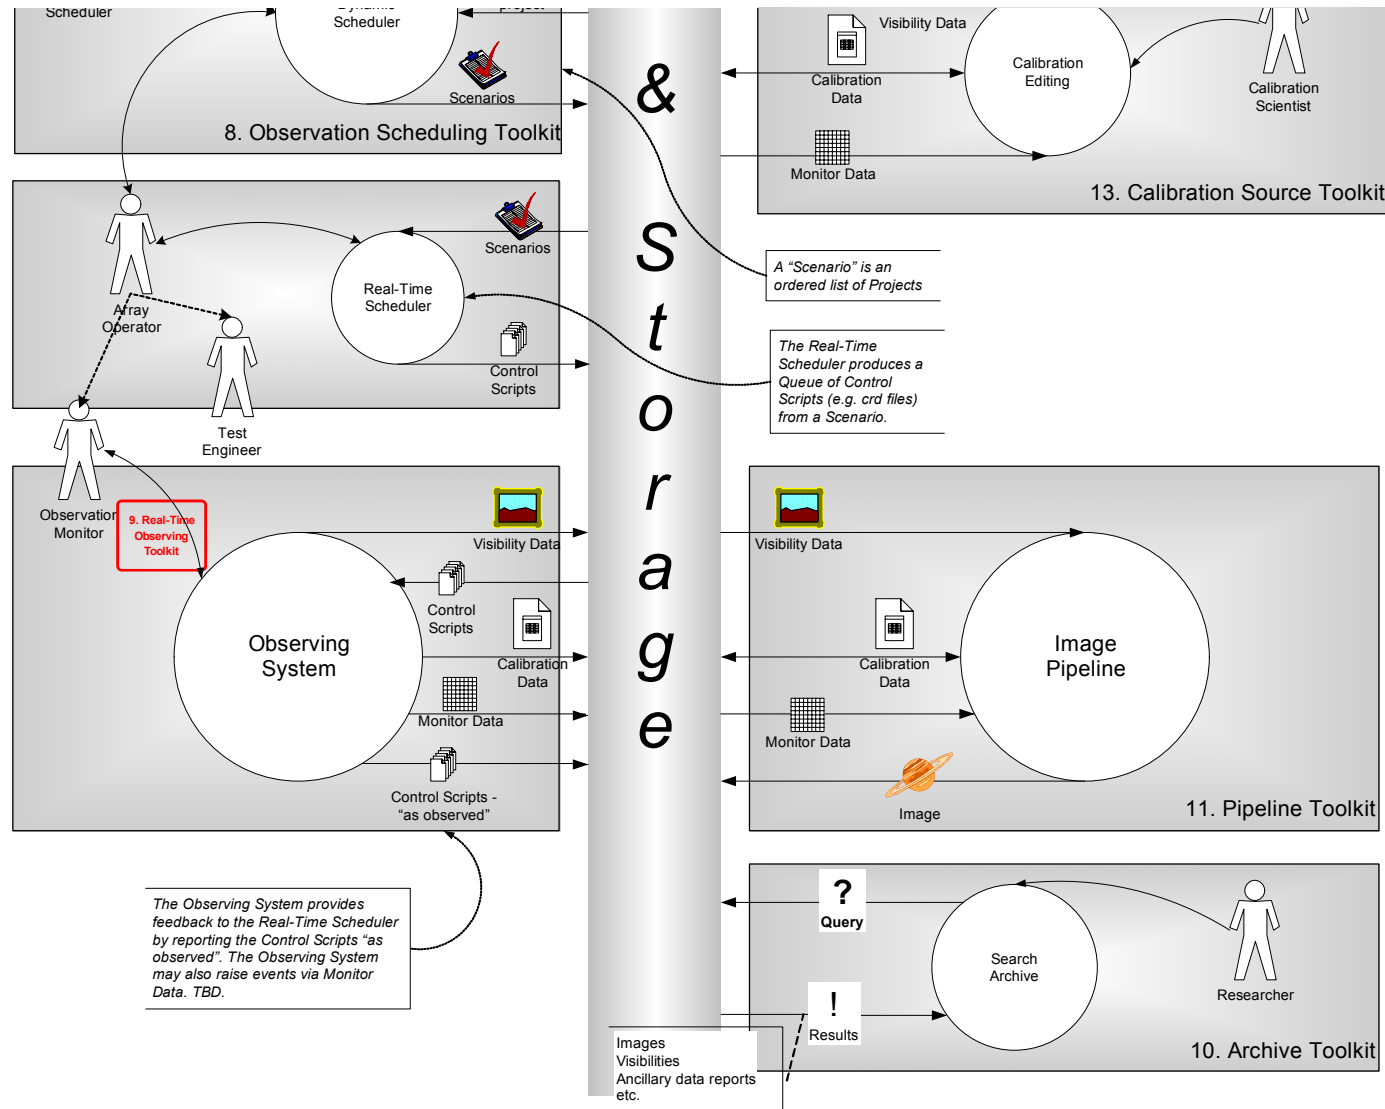 Scheduler
Dynamic
Scheduler
project
Scenarios
8. Observation Scheduling Toolkit
&
Storage
Visibility Data
Calibration
Data
Calibration
Editing
Calibration
Scientist
Monitor Data
13. Calibration Source Toolkit
Array
Operator
Real-Time
Scheduler
Scenarios
Control
Scripts
Test
Engineer
A “Scenario” is an
ordered list of Projects
The Real-Time
Scheduler produces a
Queue of Control
Scripts (e.g. crd files)
from a Scenario.
Observation
Monitor
9. Real-Time
Observing
Toolkit
Observing
System
Visibility Data
Control
Scripts
Calibration
Data
Monitor Data
Control Scripts -
“as observed”
Visibility Data
Calibration
Data
Monitor Data
Image
Image
Pipeline
11. Pipeline Toolkit
The Observing System provides
feedback to the Real-Time Scheduler
by reporting the Control Scripts “as
observed”. The Observing System
may also raise events via Monitor
Data. TBD.
?
Query
!
Results
Search
Archive
Researcher
10. Archive Toolkit
Images
Visibilities
Ancillary data reports
etc.